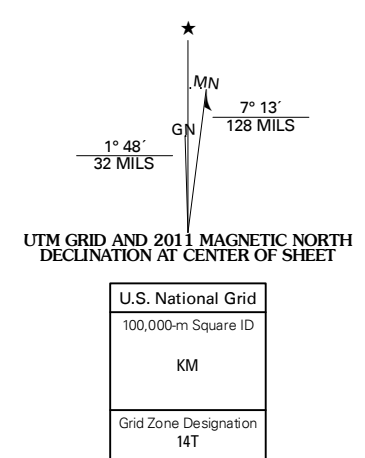 ★
MN
GN
7° 13´
128 MILS
1° 48´
32 MILS
UTM GRID AND 2011 MAGNETIC NORTH
DECLINATION AT CENTER OF SHEET
U.S. National Grid
100,000-m Square ID
KM
Grid Zone Designation
14T